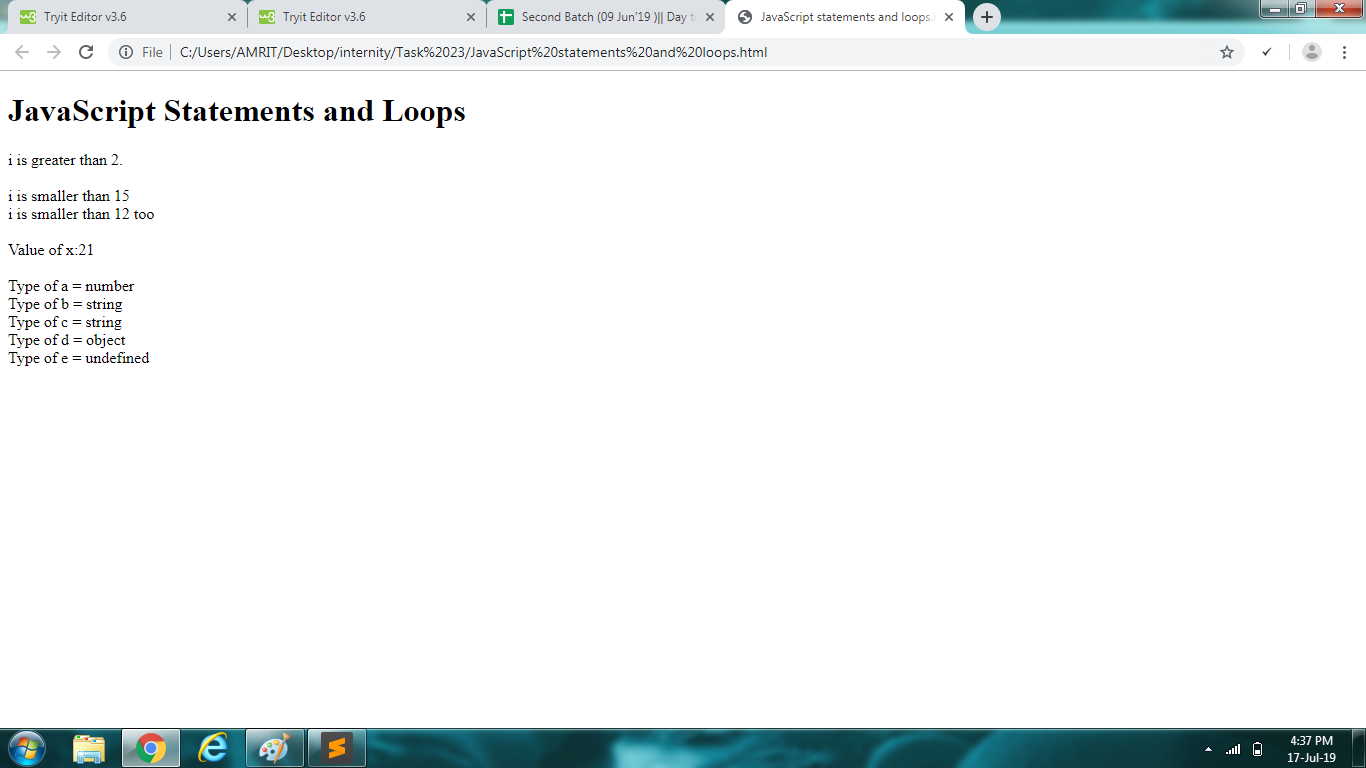 Tryit Editor v3.6
Tryit Editor v3.6
Second Batch (09 Jun'19 )|| Day t
JavaScript statements and loops.
File
C:/Users/AMRIT/Desktop/internity/Task%2023/JavaScript%20statements%20and%20loops.html
JavaScript Statements and Loops
i is greater than 2.
i is smaller than 15
i is smaller than 12 too
Value of x:21
Type of a = number
Type of b = string
Type of c = string
Type of d = object
Type of e = undefined
4:37 PM
17-Jul-19